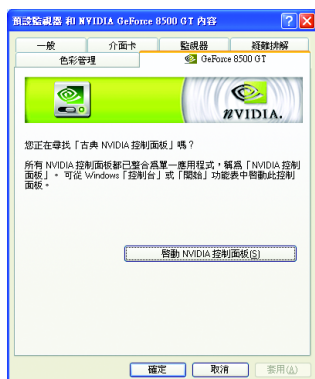 預設監視器 和 NVIDIA GeForce 8500 GT 內容
一般 介面卡 監視器 疑難排解
色彩管理 GeForce 8500 GT
nVIDIA.
您正在尋找「古典 NVIDIA 控制面板」嗎？
所有 NVIDIA 控制面板都已整合為單一應用程式，稱為「NVIDIA 控制
面板」。可從 Windows「控制台」或「開始」功能表中啓動此控制
面板。
啓動 NVIDIA 控制面板(S)
確定 取消 套用(A)